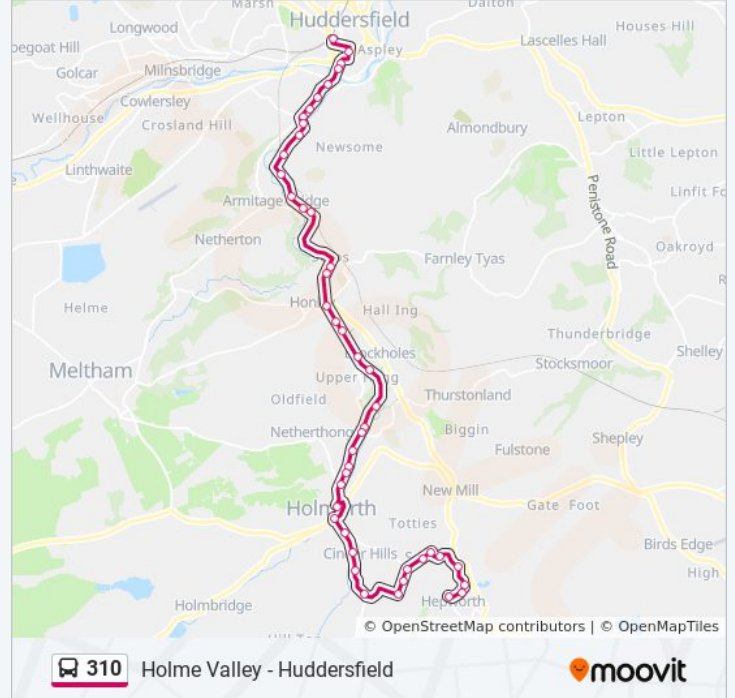 Marsh
Dalton
Huddersfield
Longwood
Houses Hill
Lascelles Hall
Aspley
pegoat Hill
Milnsbridge
Golcar
Cowlersley
Lepton
Wellhouse
Crosland Hill
Almondbury
Newsome
Little Lepton
e
Linthwaite
Linfit Fo
Armitage Bridge
Penistone Road
Netherton
Oakroyd
Farnley Tyas
R
Helme
Honley
Hall Ing
Thunderbridge
Brockholes
Shelley
Meltham
Stocksmoor
Upper
Oldfield
Thurstonland
Netherthong
Biggin
Shepley
Fulstone
New Mill
Gate Foot
Holmfirth
Totties
Birds Edge
Cinder Hills
S
High
Hepworth
Holmbridge
© OpenStreetMap contributors | © OpenMapTiles
310 Holme Valley - Huddersfield
moovit